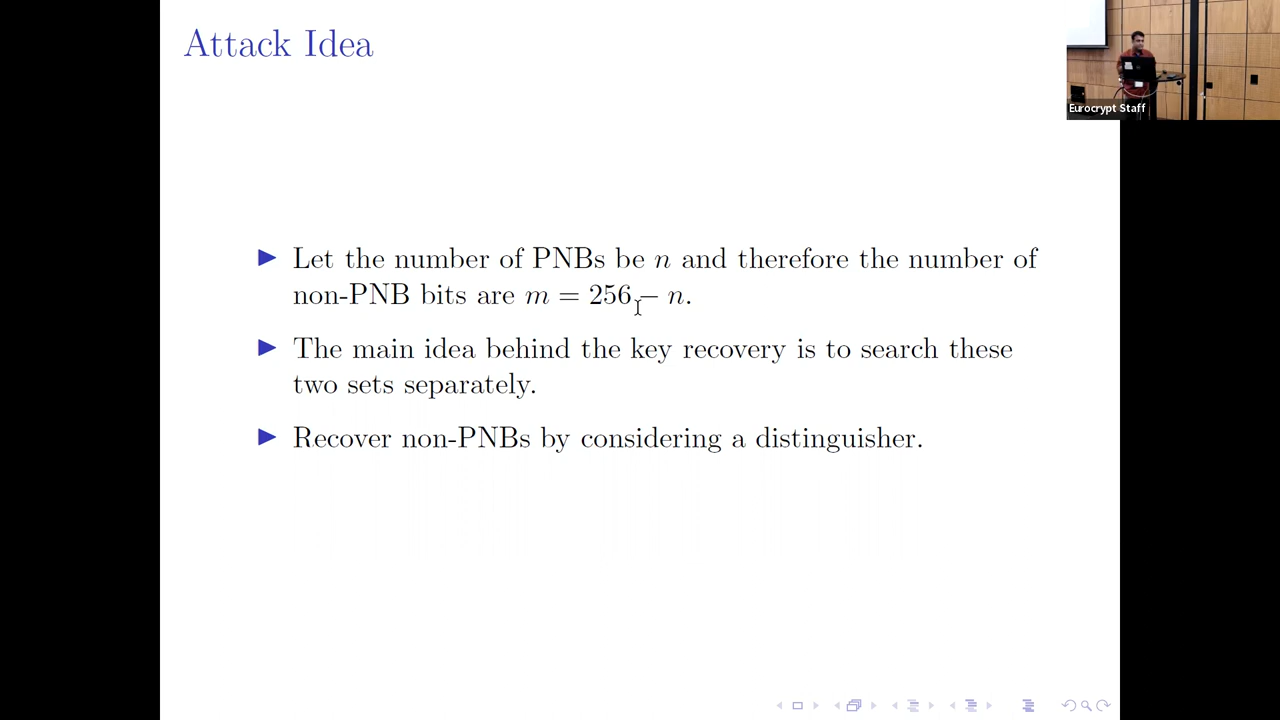 Attack Idea
Eurocrypt Staff
▶ Let the number of PNBs be n and therefore the number of
non-PNB bits are m = 256 − n.
▶ The main idea behind the key recovery is to search these
two sets separately.
▶ Recover non-PNBs by considering a distinguisher.